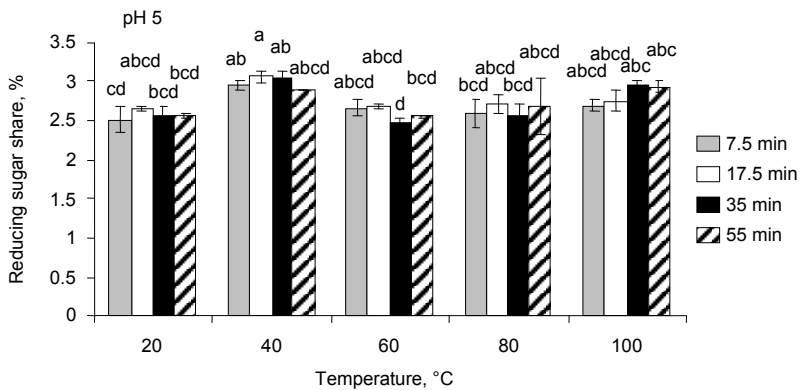 pH 5
Reducing sugar share, %
3.5
3
2.5
2
1.5
1
0.5
0
cd abcd bcd bcd
ab a ab abcd
abcd abcd d bcd
bcd abcd bcd abcd
abcd abcd abc abc
20 40 60 80 100
Temperature, °C
7.5 min
17.5 min
35 min
55 min